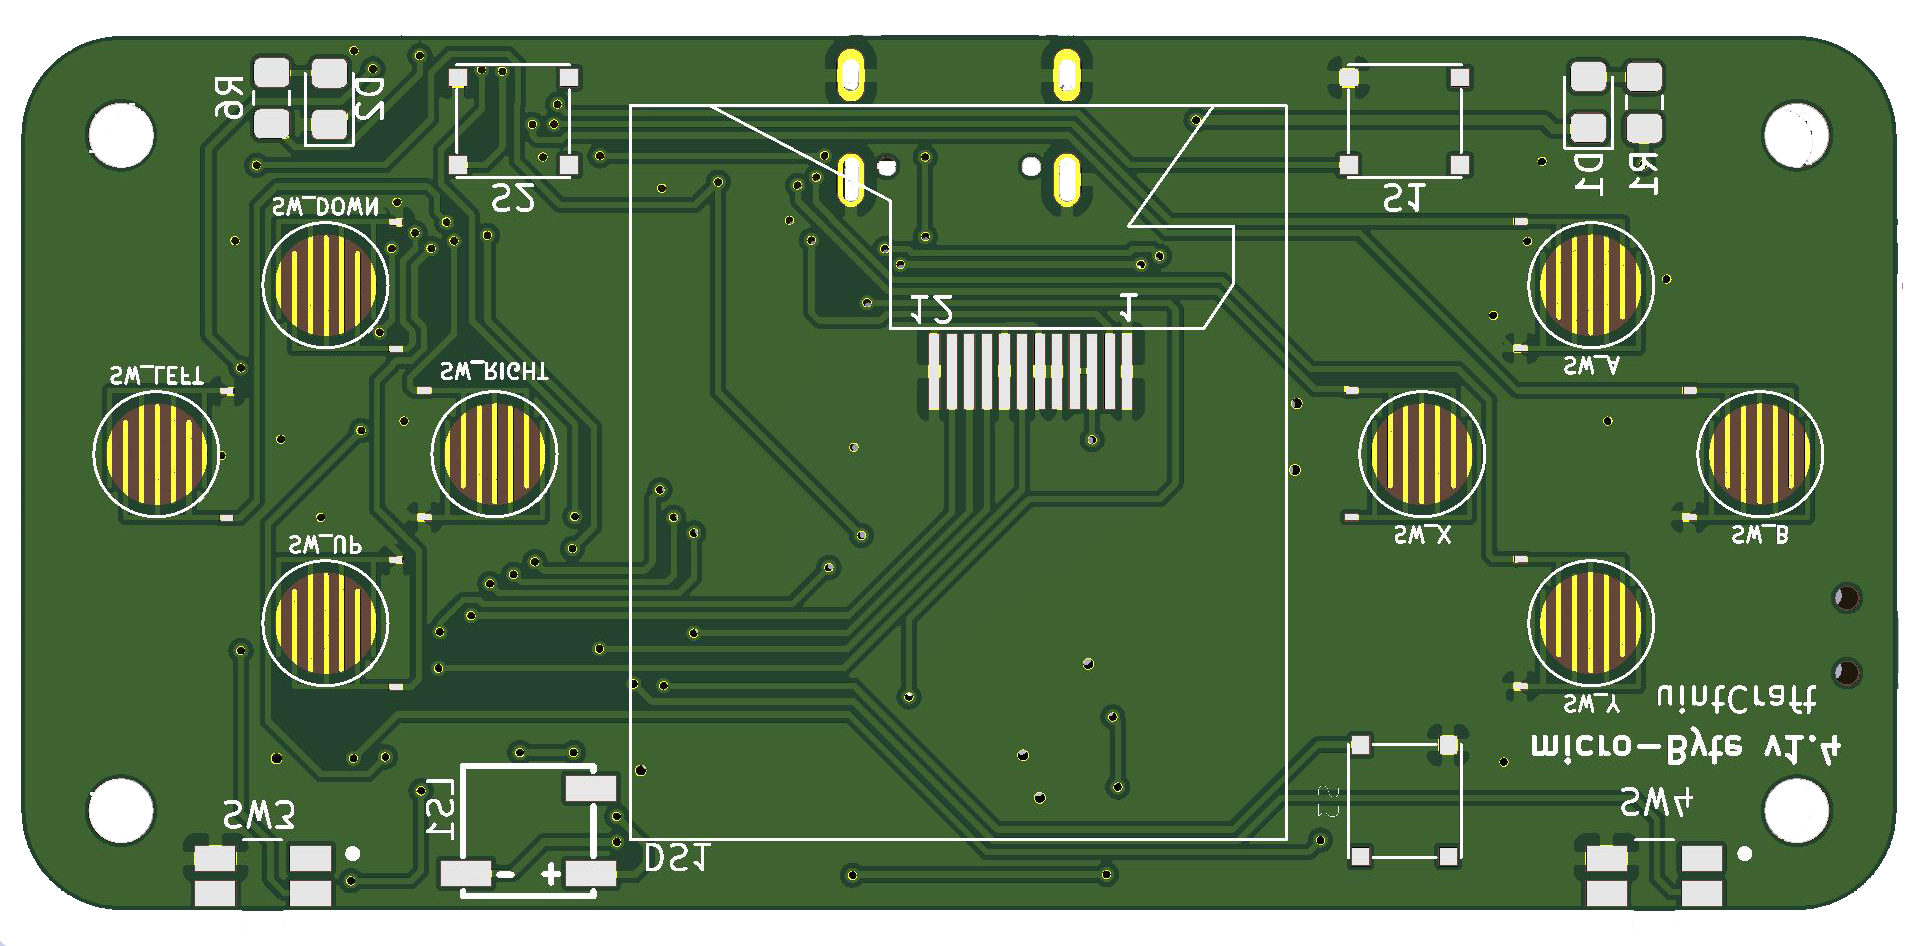 R6
D2
S2
S1
D1
R1
SW_DOWN
12
1
SW_LEFT
SW_RIGHT
SW_A
SW_UP
SW_X
SW_B
SW_Y
uintCraft
micro-Byte v1.4
SW3
LS1
SW4
DS1
- +